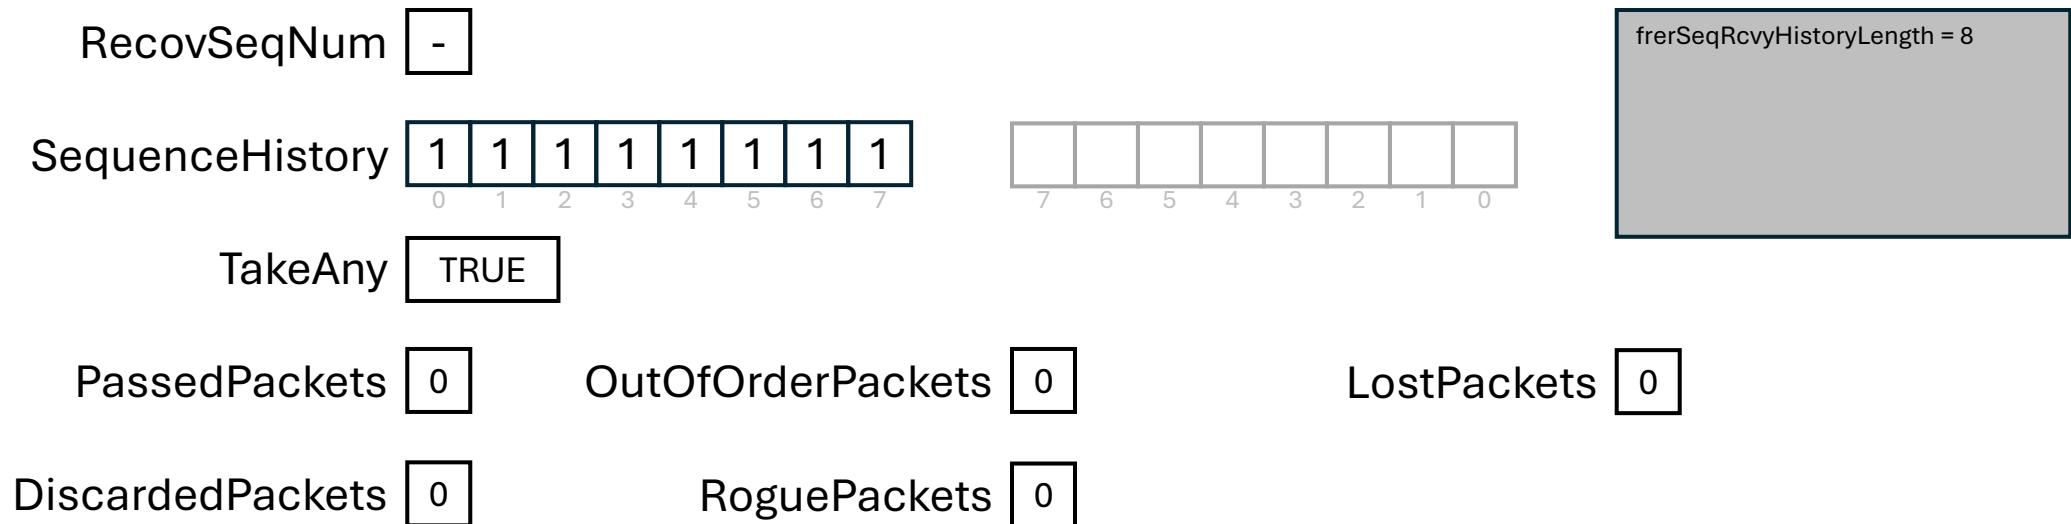 RecovSeqNum -
frerSeqRcvyHistoryLength = 8
SequenceHistory 1 1 1 1 1 1 1 1
0 1 2 3 4 5 6 7
7 6 5 4 3 2 1 0
TakeAny TRUE
PassedPackets 0
OutOfOrderPackets 0
LostPackets 0
DiscardedPackets 0
RoguePackets 0